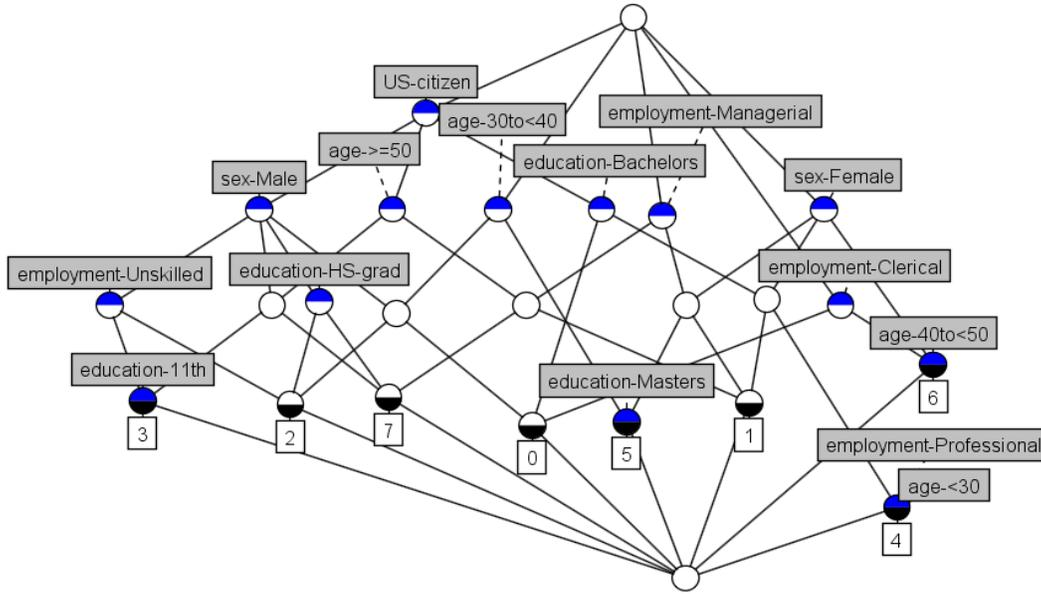 US-citizen
age-30to<40
employment-Managerial
age->=50
education-Bachelors
sex-Male
sex-Female
employment-Unskilled
education-HS-grad
employment-Clerical
age-40to<50
education-11th
education-Masters
6
3
2
7
0
5
1
employment-Professional
age-<30
4